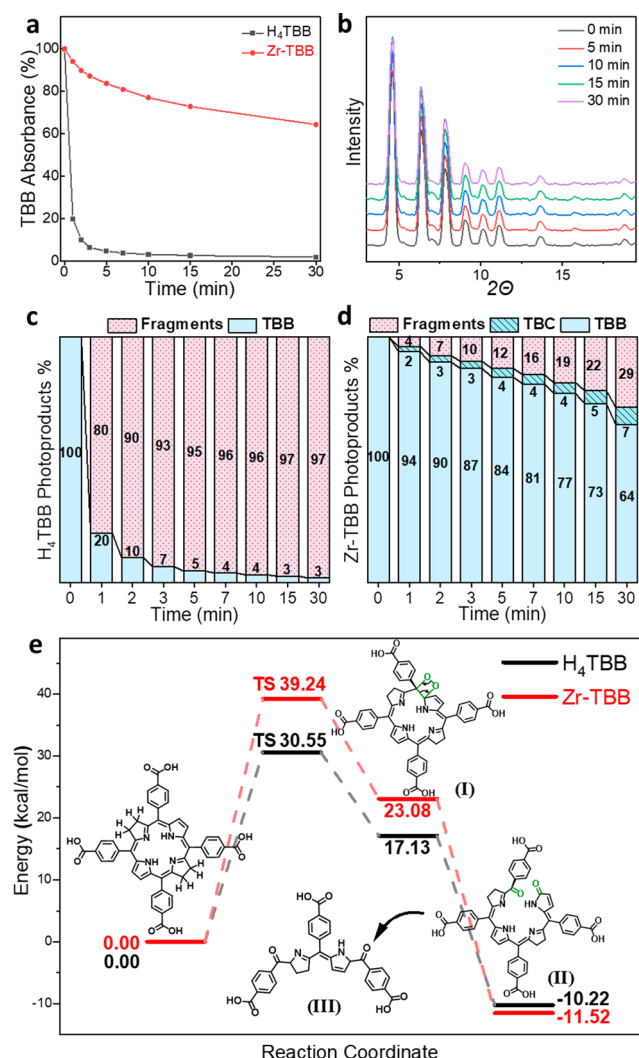 a
TBB Absorbance (%)
100
80
60
40
20
0
0 5 10 15 20 25 30
Time (min)
H₄TBB
Zr-TBB
b
Intensity
0 min
5 min
10 min
15 min
30 min
5 10 15
2Θ
c
Fragments TBB
H₄TBB Photoproducts %
100
80 90 93 95 96 96 97 97
20 10 7 5 4 4 3 3
0 1 2 3 5 7 10 15 30
Time (min)
d
Fragments TBC TBB
Zr-TBB Photoproducts %
100
4 7 10 12 16 19 22 29
2 3 3 4 4 4 5 7
94 90 87 84 81 77 73 64
0 1 2 3 5 7 10 15 30
Time (min)
e
Energy (kcal/mol)
40
30
20
10
0
-10
H₄TBB
Zr-TBB
TS 39.24
TS 30.55
(I)
23.08
17.13
0.00
0.00
(II)
(III)
-10.22
-11.52
O
OH
HO
HOOC
H
N
NH
HN
Reaction Coordinate